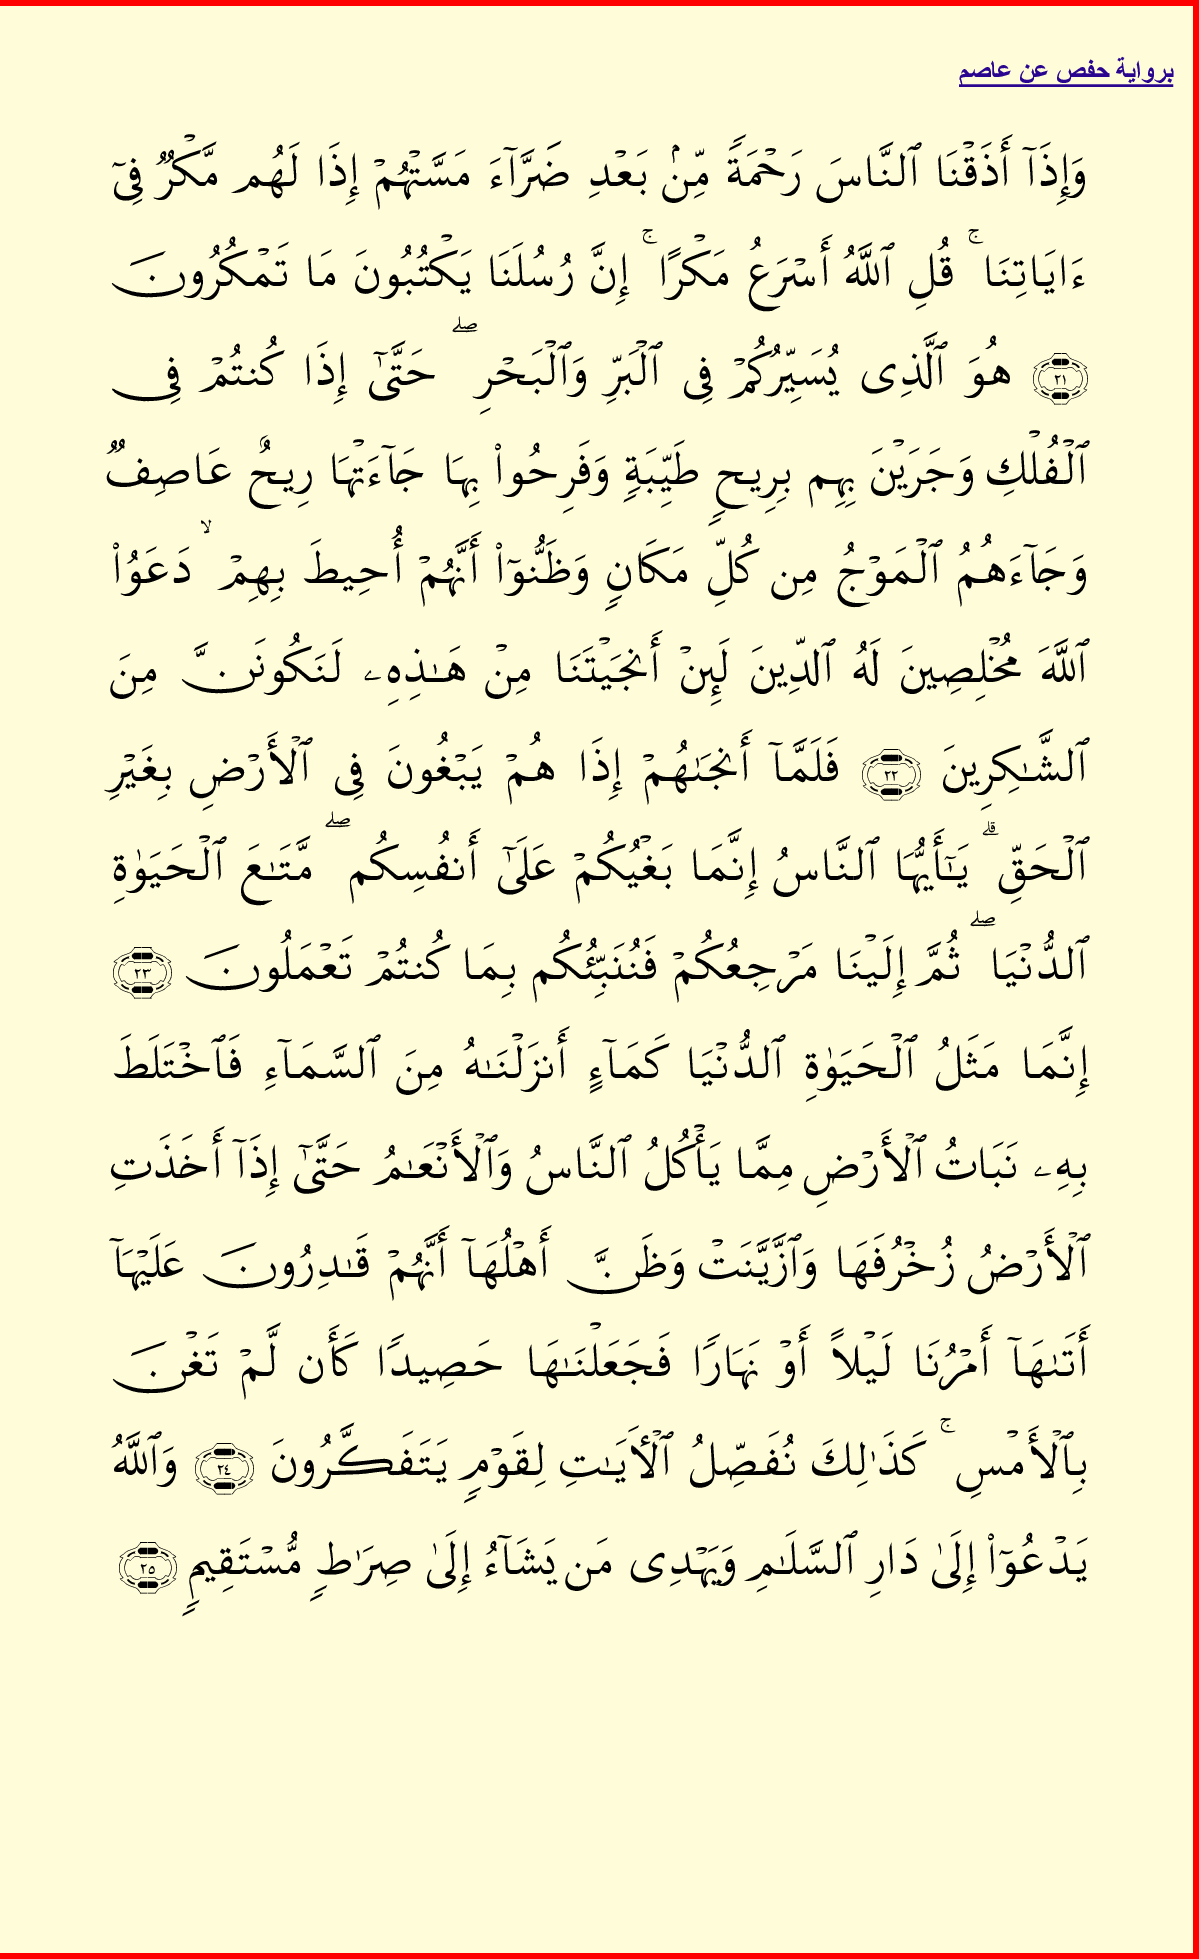 برواية حفص عن عاصم
وَإِذَآ أَذَقْنَا ٱلنَّاسَ رَحْمَةًۭ مِّنۢ بَعْدِ ضَرَّآءَ مَسَّتْهُمْ إِذَا لَهُم مَّكْرٌۭ فِىٓ
ءَايَاتِنَا ۚ قُلِ ٱللَّهُ أَسْرَعُ مَكْرًا ۚ إِنَّ رُسُلَنَا يَكْتُبُونَ مَا تَمْكُرُونَ
٢١ هُوَ ٱلَّذِى يُسَيِّرُكُمْ فِى ٱلْبَرِّ وَٱلْبَحْرِ ۖ حَتَّىٰٓ إِذَا كُنتُمْ فِى
ٱلْفُلْكِ وَجَرَيْنَ بِهِم بِرِيحٍۢ طَيِّبَةٍۢ وَفَرِحُوا۟ بِهَا جَآءَتْهَا رِيحٌ عَاصِفٌۭ
وَجَآءَهُمُ ٱلْمَوْجُ مِن كُلِّ مَكَانٍۢ وَظَنُّوٓا۟ أَنَّهُمْ أُحِيطَ بِهِمْ ۙ دَعَوُا۟
ٱللَّهَ مُخْلِصِينَ لَهُ ٱلدِّينَ لَئِنْ أَنجَيْتَنَا مِنْ هَـٰذِهِۦ لَنَكُونَنَّ مِنَ
ٱلشَّـٰكِرِينَ ٢٢ فَلَمَّآ أَنجَىٰهُمْ إِذَا هُمْ يَبْغُونَ فِى ٱلْأَرْضِ بِغَيْرِ
ٱلْحَقِّ ۗ يَـٰٓأَيُّهَا ٱلنَّاسُ إِنَّمَا بَغْيُكُمْ عَلَىٰٓ أَنفُسِكُم ۖ مَّتَـٰعَ ٱلْحَيَوٰةِ
ٱلدُّنْيَا ۖ ثُمَّ إِلَيْنَا مَرْجِعُكُمْ فَنُنَبِّئُكُم بِمَا كُنتُمْ تَعْمَلُونَ ٢٣
إِنَّمَا مَثَلُ ٱلْحَيَوٰةِ ٱلدُّنْيَا كَمَآءٍ أَنزَلْنَـٰهُ مِنَ ٱلسَّمَآءِ فَٱخْتَلَطَ
بِهِۦ نَبَاتُ ٱلْأَرْضِ مِمَّا يَأْكُلُ ٱلنَّاسُ وَٱلْأَنْعَـٰمُ حَتَّىٰٓ إِذَآ أَخَذَتِ
ٱلْأَرْضُ زُخْرُفَهَا وَٱزَّيَّنَتْ وَظَنَّ أَهْلُهَآ أَنَّهُمْ قَـٰدِرُونَ عَلَيْهَآ
أَتَىٰهَآ أَمْرُنَا لَيْلًا أَوْ نَهَارًۭا فَجَعَلْنَـٰهَا حَصِيدًۭا كَأَن لَّمْ تَغْنَ
بِٱلْأَمْسِ ۚ كَذَٰلِكَ نُفَصِّلُ ٱلْـَٔايَـٰتِ لِقَوْمٍۢ يَتَفَكَّرُونَ ٢٤ وَٱللَّهُ
يَدْعُوٓا۟ إِلَىٰ دَارِ ٱلسَّلَـٰمِ وَيَهْدِى مَن يَشَآءُ إِلَىٰ صِرَٰطٍۢ مُّسْتَقِيمٍۢ ٢٥